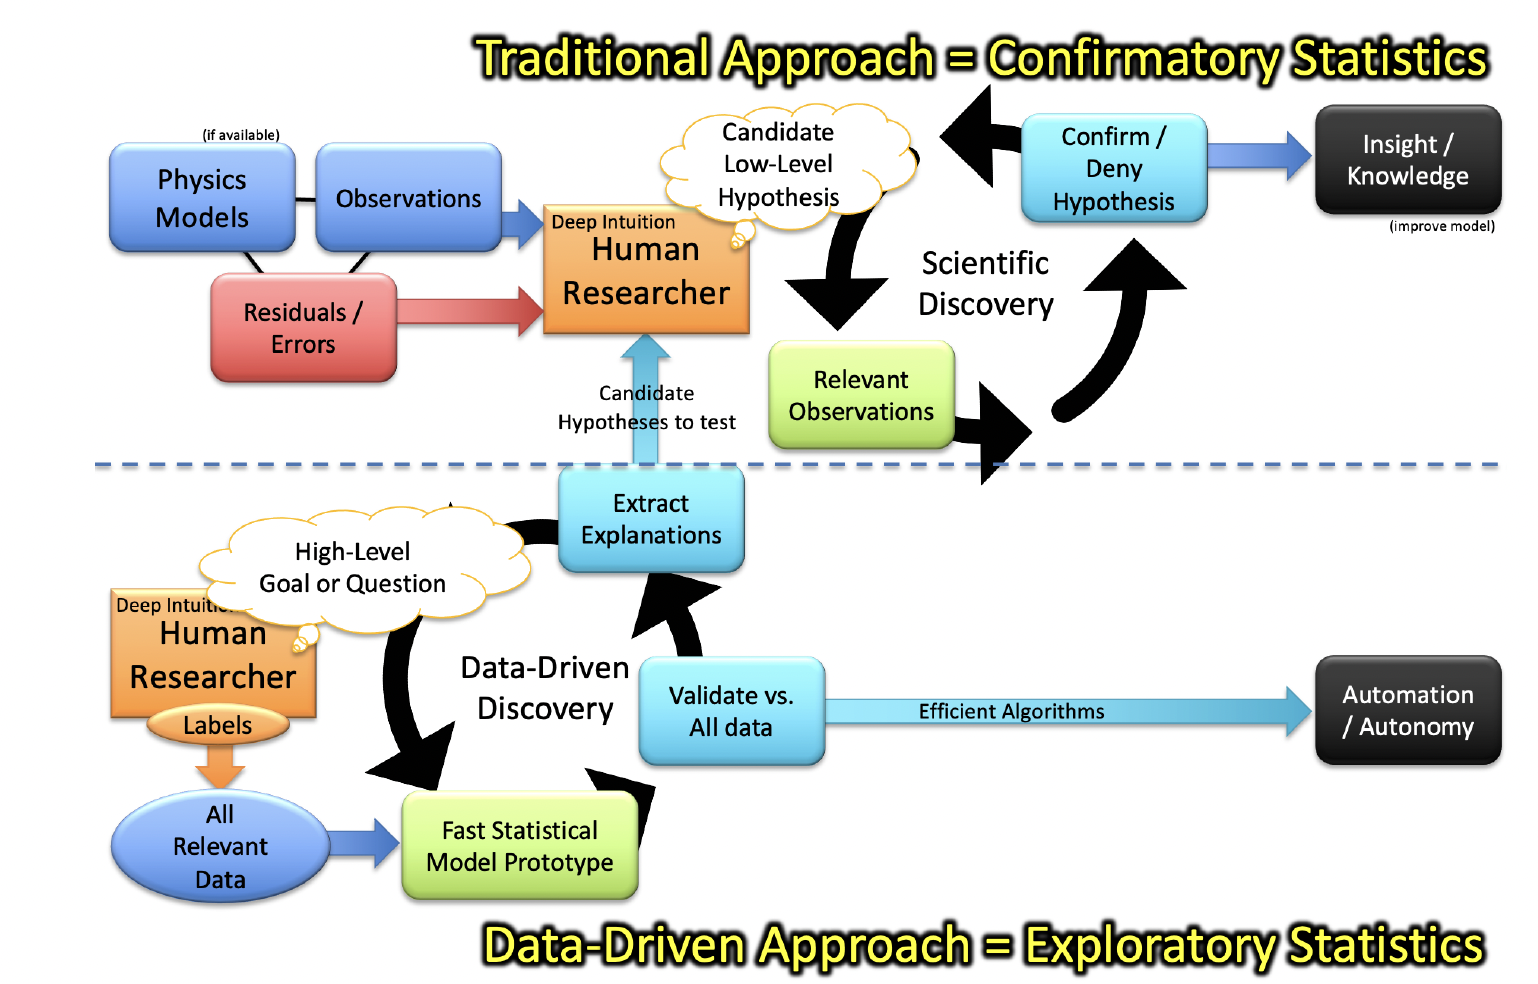 Traditional Approach = Confirmatory Statistics
(if available)
Physics
Models
Observations
Residuals /
Errors
Deep Intuition
Human
Researcher
Candidate
Low-Level
Hypothesis
Confirm /
Deny
Hypothesis
Insight /
Knowledge
(improve model)
Scientific
Discovery
Relevant
Observations
Candidate
Hypotheses to test
Extract
Explanations
High-Level
Goal or Question
Deep Intuitio
Human
Researcher
Labels
All
Relevant
Data
Data-Driven
Discovery
Fast Statistical
Model Prototype
Validate vs.
All data
Efficient Algorithms
Automation
/ Autonomy
Data-Driven Approach = Exploratory Statistics